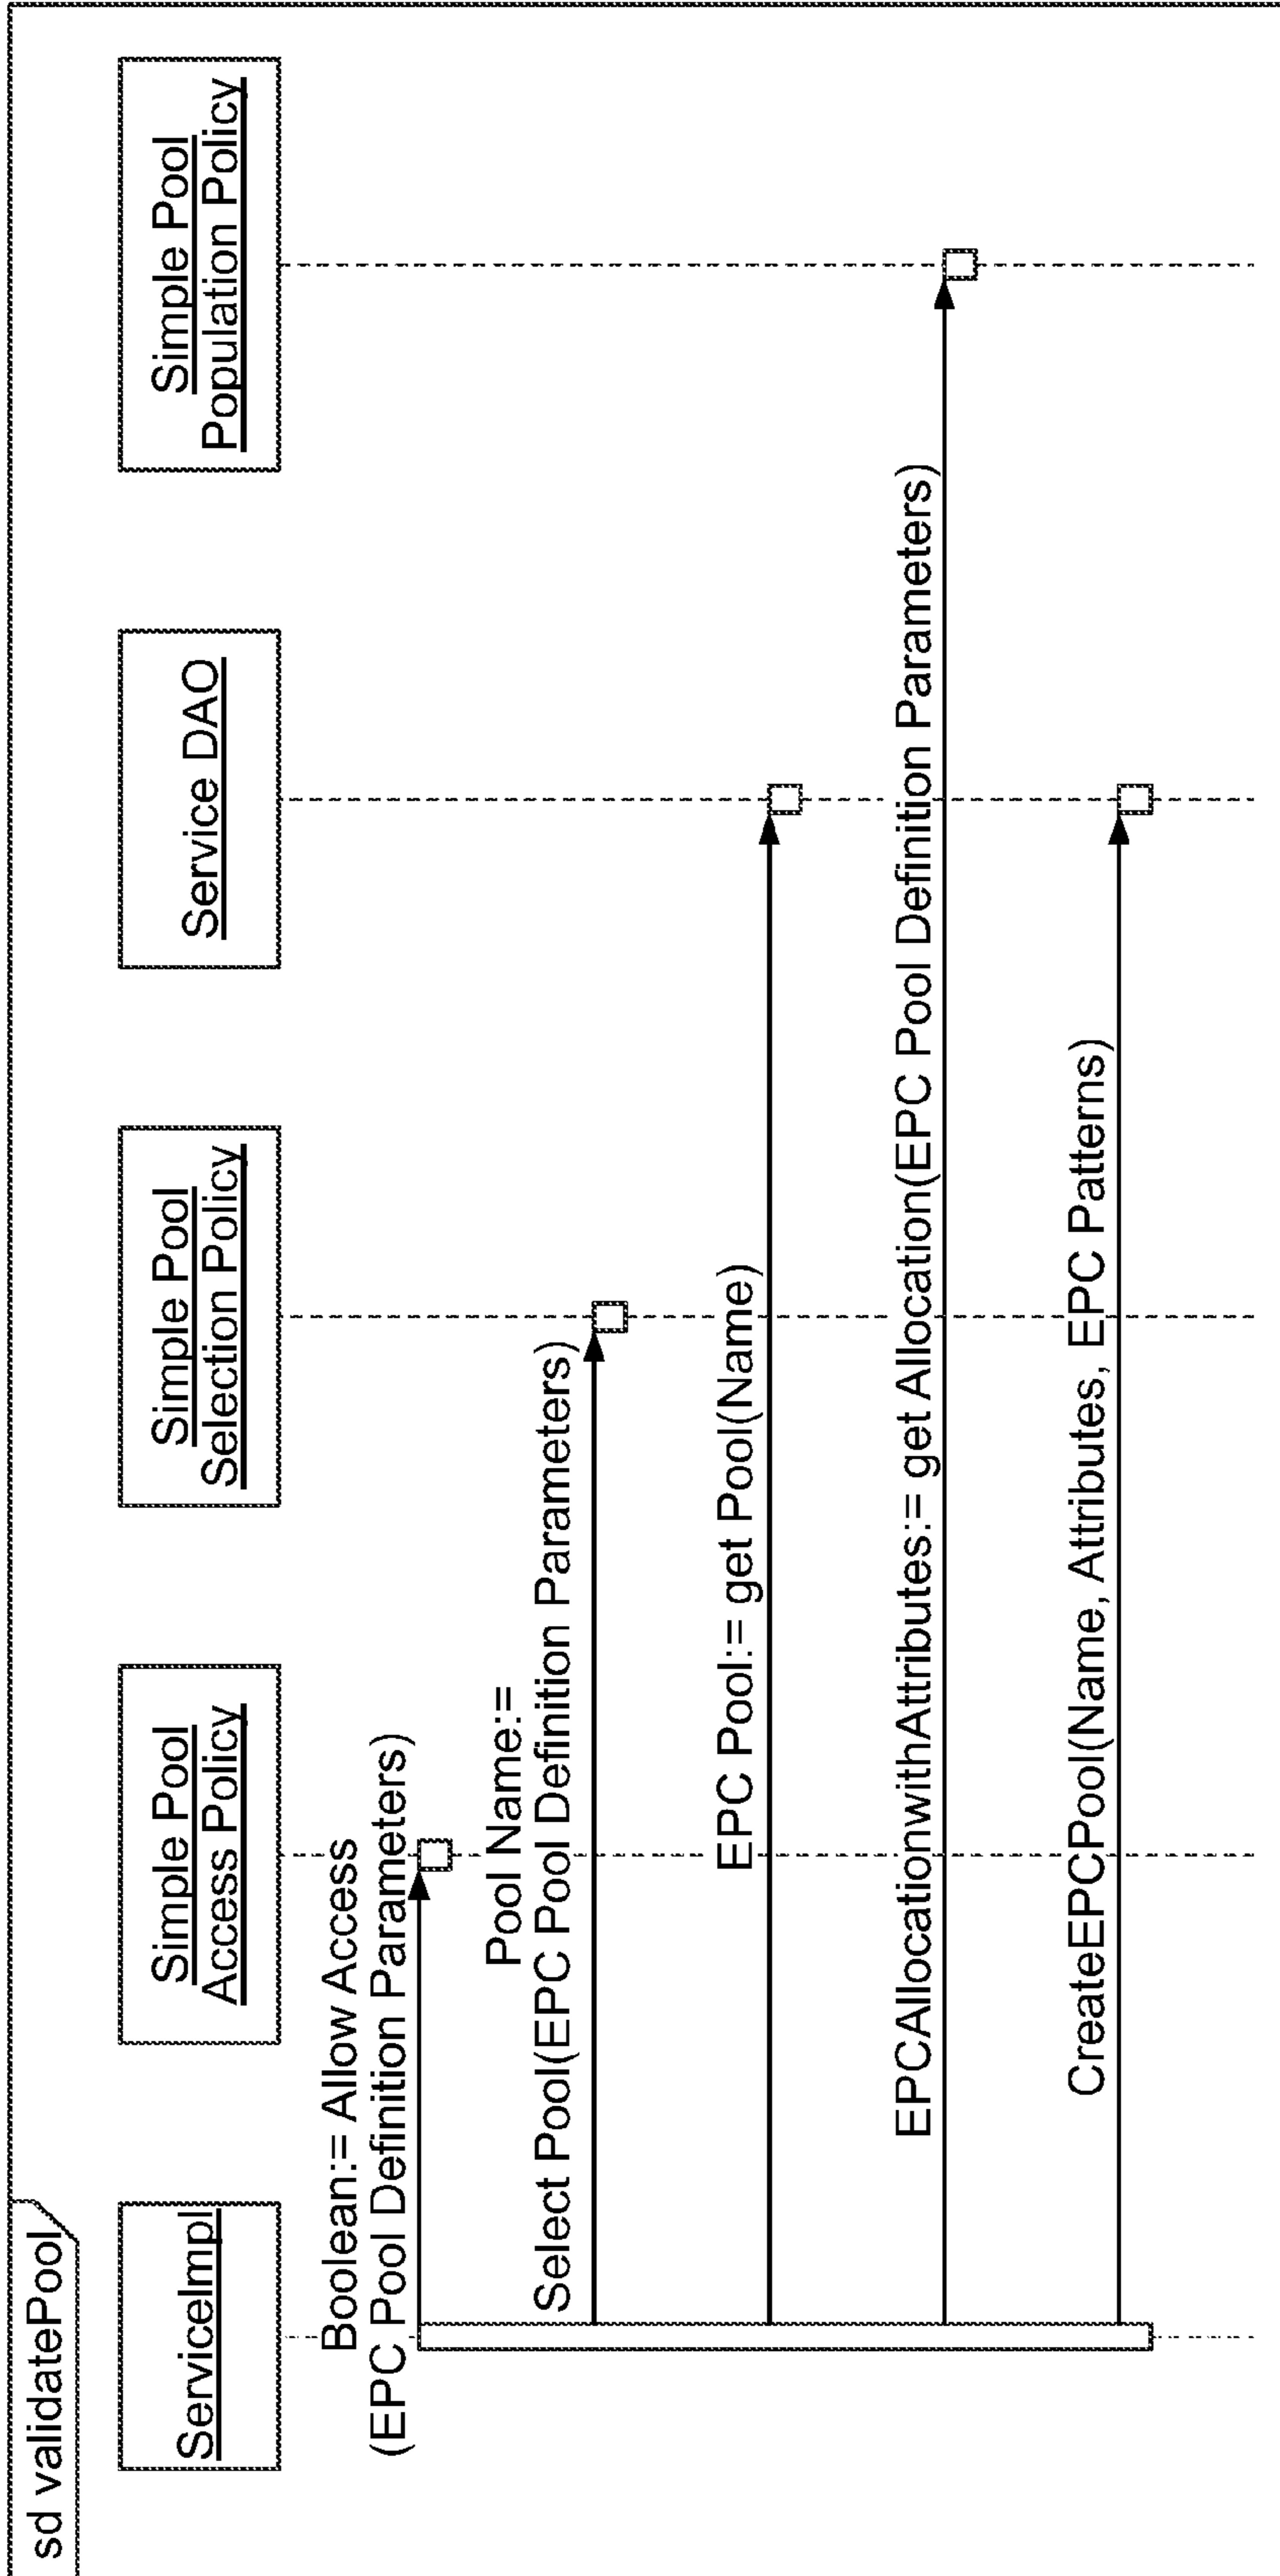 sd validatePool
ServiceImpl
Simple Pool
Access Policy
Simple Pool
Selection Policy
Service DAO
Simple Pool
Population Policy
Boolean:= Allow Access
(EPC Pool Definition Parameters)
Pool Name:=
Select Pool(EPC Pool Definition Parameters)
EPC Pool:= get Pool(Name)
EPCAllocationwithAttributes:= get Allocation(EPC Pool Definition Parameters)
CreateEPCPool(Name, Attributes, EPC Patterns)